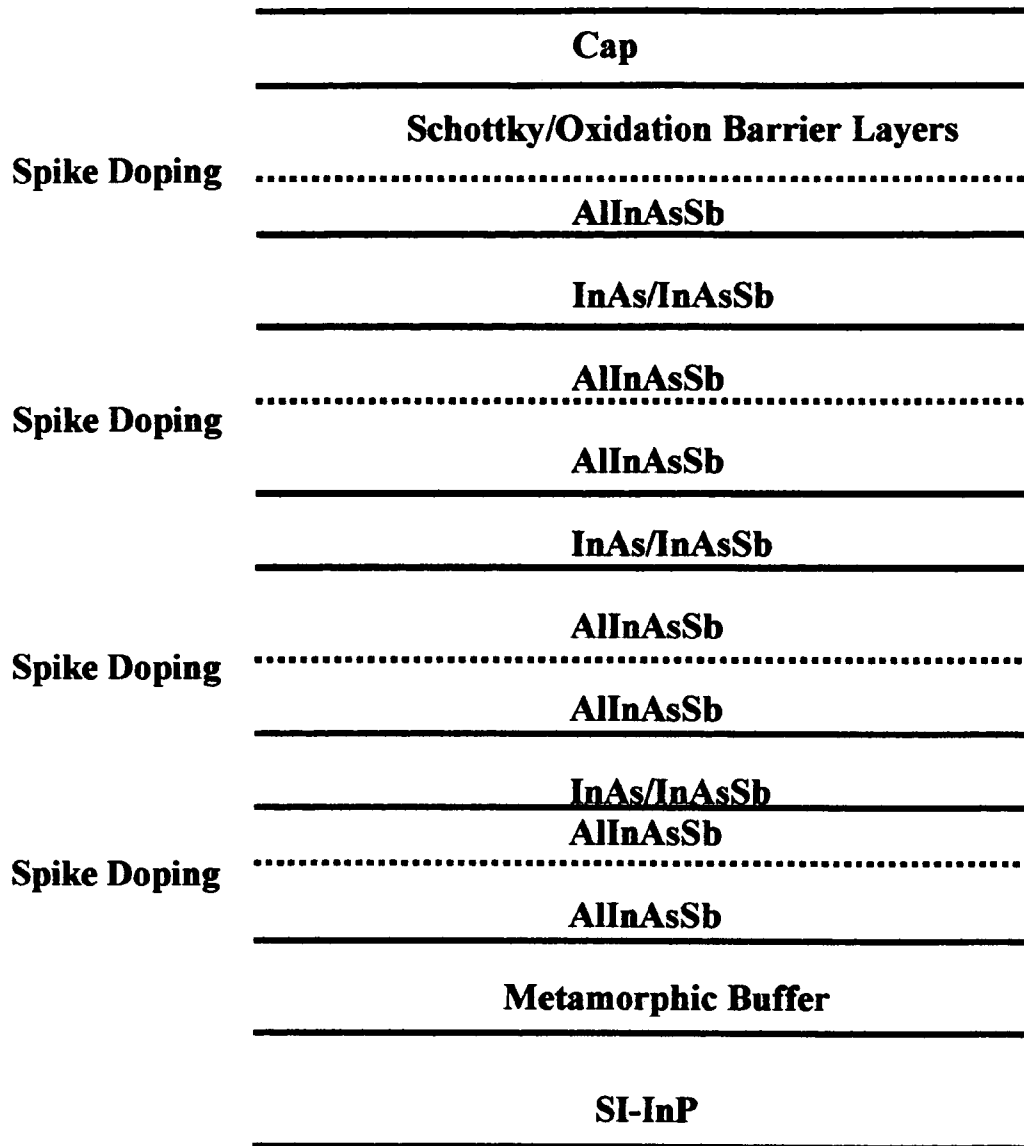 Cap
Schottky/Oxidation Barrier Layers
Spike Doping
AlInAsSb
InAs/InAsSb
AlInAsSb
Spike Doping
AlInAsSb
InAs/InAsSb
AlInAsSb
Spike Doping
AlInAsSb
InAs/InAsSb
AlInAsSb
Spike Doping
AlInAsSb
Metamorphic Buffer
SI-InP